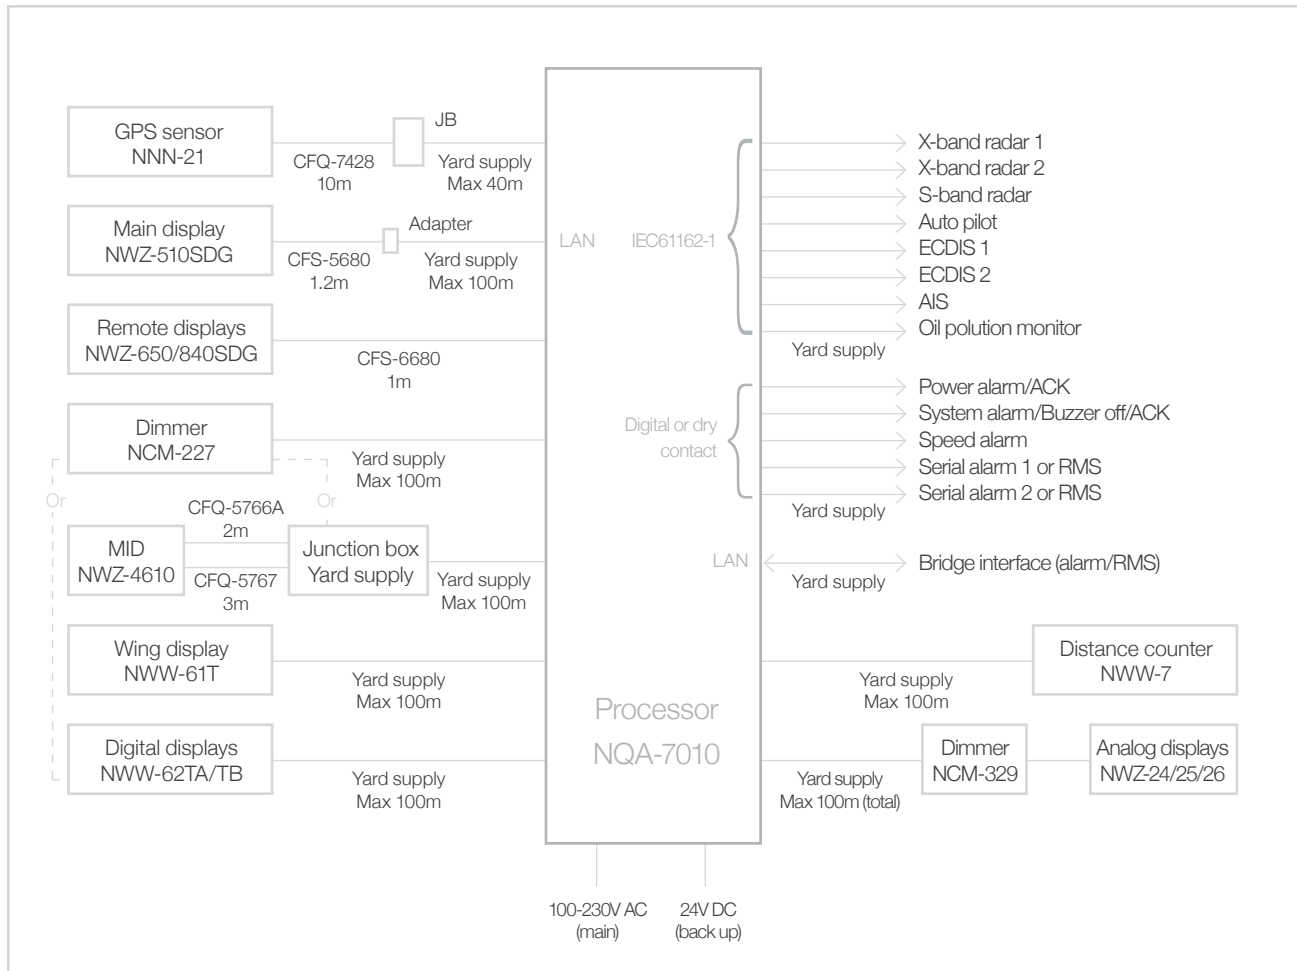 GPS sensor
NNN-21
CFQ-7428
10m
JB
Yard supply
Max 40m
Main display
NWZ-510SDG
CFS-5680
1.2m
Adapter
Yard supply
Max 100m
LAN
Remote displays
NWZ-650/840SDG
CFS-6680
1m
Dimmer
NCM-227
Yard supply
Max 100m
Or
Or
CFQ-5766A
2m
MID
NWZ-4610
CFQ-5767
3m
Junction box
Yard supply
Yard supply
Max 100m
Wing display
NWW-61T
Yard supply
Max 100m
Digital displays
NWW-62TA/TB
Yard supply
Max 100m
Processor
NQA-7010
100-230V AC
(main)
24V DC
(back up)
IEC61162-1
X-band radar 1
X-band radar 2
S-band radar
Auto pilot
ECDIS 1
ECDIS 2
AIS
Oil polution monitor
Yard supply
Digital or dry
contact
Power alarm/ACK
System alarm/Buzzer off/ACK
Speed alarm
Serial alarm 1 or RMS
Serial alarm 2 or RMS
Yard supply
LAN
Yard supply
Bridge interface (alarm/RMS)
Yard supply
Max 100m
Distance counter
NWW-7
Yard supply
Max 100m (total)
Dimmer
NCM-329
Analog displays
NWZ-24/25/26